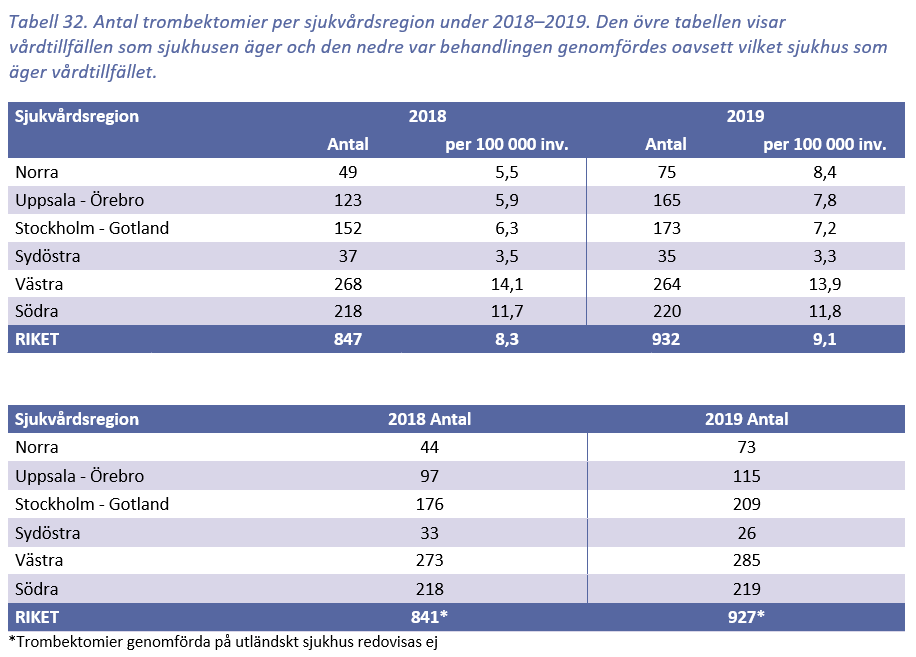 Tabell 32. Antal trombektomier per sjukvårdsregion under 2018–2019. Den övre tabellen visar
vårdtillfällen som sjukhusen äger och den nedre var behandlingen genomfördes oavsett vilket sjukhus som
äger vårdtillfället.
Sjukvårdsregion 2018 2019
Antal per 100 000 inv. Antal per 100 000 inv.
Norra 49 5,5 75 8,4
Uppsala - Örebro 123 5,9 165 7,8
Stockholm - Gotland 152 6,3 173 7,2
Sydöstra 37 3,5 35 3,3
Västra 268 14,1 264 13,9
Södra 218 11,7 220 11,8
RIKET 847 8,3 932 9,1
Sjukvårdsregion 2018 Antal 2019 Antal
Norra 44 73
Uppsala - Örebro 97 115
Stockholm - Gotland 176 209
Sydöstra 33 26
Västra 273 285
Södra 218 219
RIKET 841* 927*
*Trombektomier genomförda på utländskt sjukhus redovisas ej